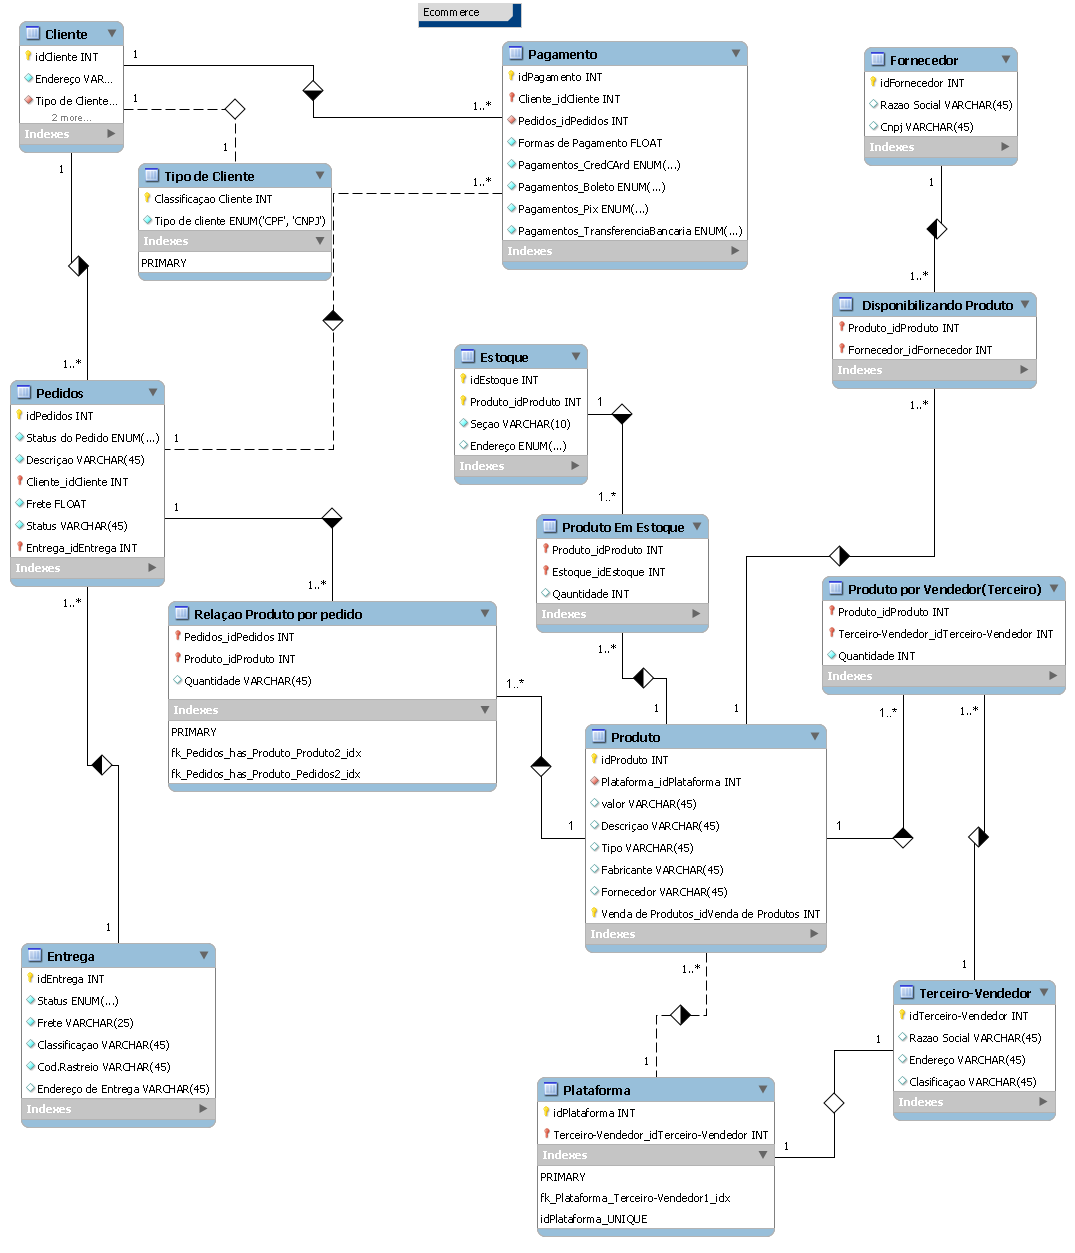 Ecommerce
Cliente
idCliente INT
Endereço VAR...
Tipo de Cliente...
2 more...
Indexes
1
1
1
1..*
1
1..*
Pagamento
idPagamento INT
Cliente_idCliente INT
Pedidos_idPedidos INT
Formas de Pagamento FLOAT
Pagamentos_CredCArd ENUM(...)
Pagamentos_Boleto ENUM(...)
Pagamentos_Pix ENUM(...)
Pagamentos_TransferenciaBancaria ENUM(...)
Indexes
Fornecedor
idFornecedor INT
Razao Social VARCHAR(45)
Cnpj VARCHAR(45)
Indexes
1
1..*
Tipo de Cliente
Classificaçao Cliente INT
Tipo de cliente ENUM('CPF', 'CNPJ')
Indexes
PRIMARY
Disponibilizando Produto
Produto_idProduto INT
Fornecedor_idFornecedor INT
Indexes
1..*
1..*
Pedidos
idPedidos INT
Status do Pedido ENUM(...)
Descriçao VARCHAR(45)
Cliente_idCliente INT
Frete FLOAT
Status VARCHAR(45)
Entrega_idEntrega INT
Indexes
1
1
1..*
1..*
Estoque
idEstoque INT
Produto_idProduto INT
Seçao VARCHAR(10)
Endereço ENUM(...)
Indexes
1
1..*
Produto Em Estoque
Produto_idProduto INT
Estoque_idEstoque INT
Qauntidade INT
Indexes
1..*
1
1
Produto por Vendedor(Terceiro)
Produto_idProduto INT
Terceiro-Vendedor_idTerceiro-Vendedor INT
Quantidade INT
Indexes
1..*
1..*
Relaçao Produto por pedido
Pedidos_idPedidos INT
Produto_idProduto INT
Quantidade VARCHAR(45)
Indexes
PRIMARY
fk_Pedidos_has_Produto_Produto2_idx
fk_Pedidos_has_Produto_Pedidos2_idx
1..*
1
Produto
idProduto INT
Plataforma_idPlataforma INT
valor VARCHAR(45)
Descriçao VARCHAR(45)
Tipo VARCHAR(45)
Fabricante VARCHAR(45)
Fornecedor VARCHAR(45)
Venda de Produtos_idVenda de Produtos INT
Indexes
1
1..*
1
1
Entrega
idEntrega INT
Status ENUM(...)
Frete VARCHAR(25)
Classificaçao VARCHAR(45)
Cod.Rastreio VARCHAR(45)
Endereço de Entrega VARCHAR(45)
Indexes
1
Terceiro-Vendedor
idTerceiro-Vendedor INT
Razao Social VARCHAR(45)
Endereço VARCHAR(45)
Clasificaçao VARCHAR(45)
Indexes
1
Plataforma
idPlataforma INT
Terceiro-Vendedor_idTerceiro-Vendedor INT
Indexes
PRIMARY
fk_Plataforma_Terceiro-Vendedor1_idx
idPlataforma_UNIQUE
1